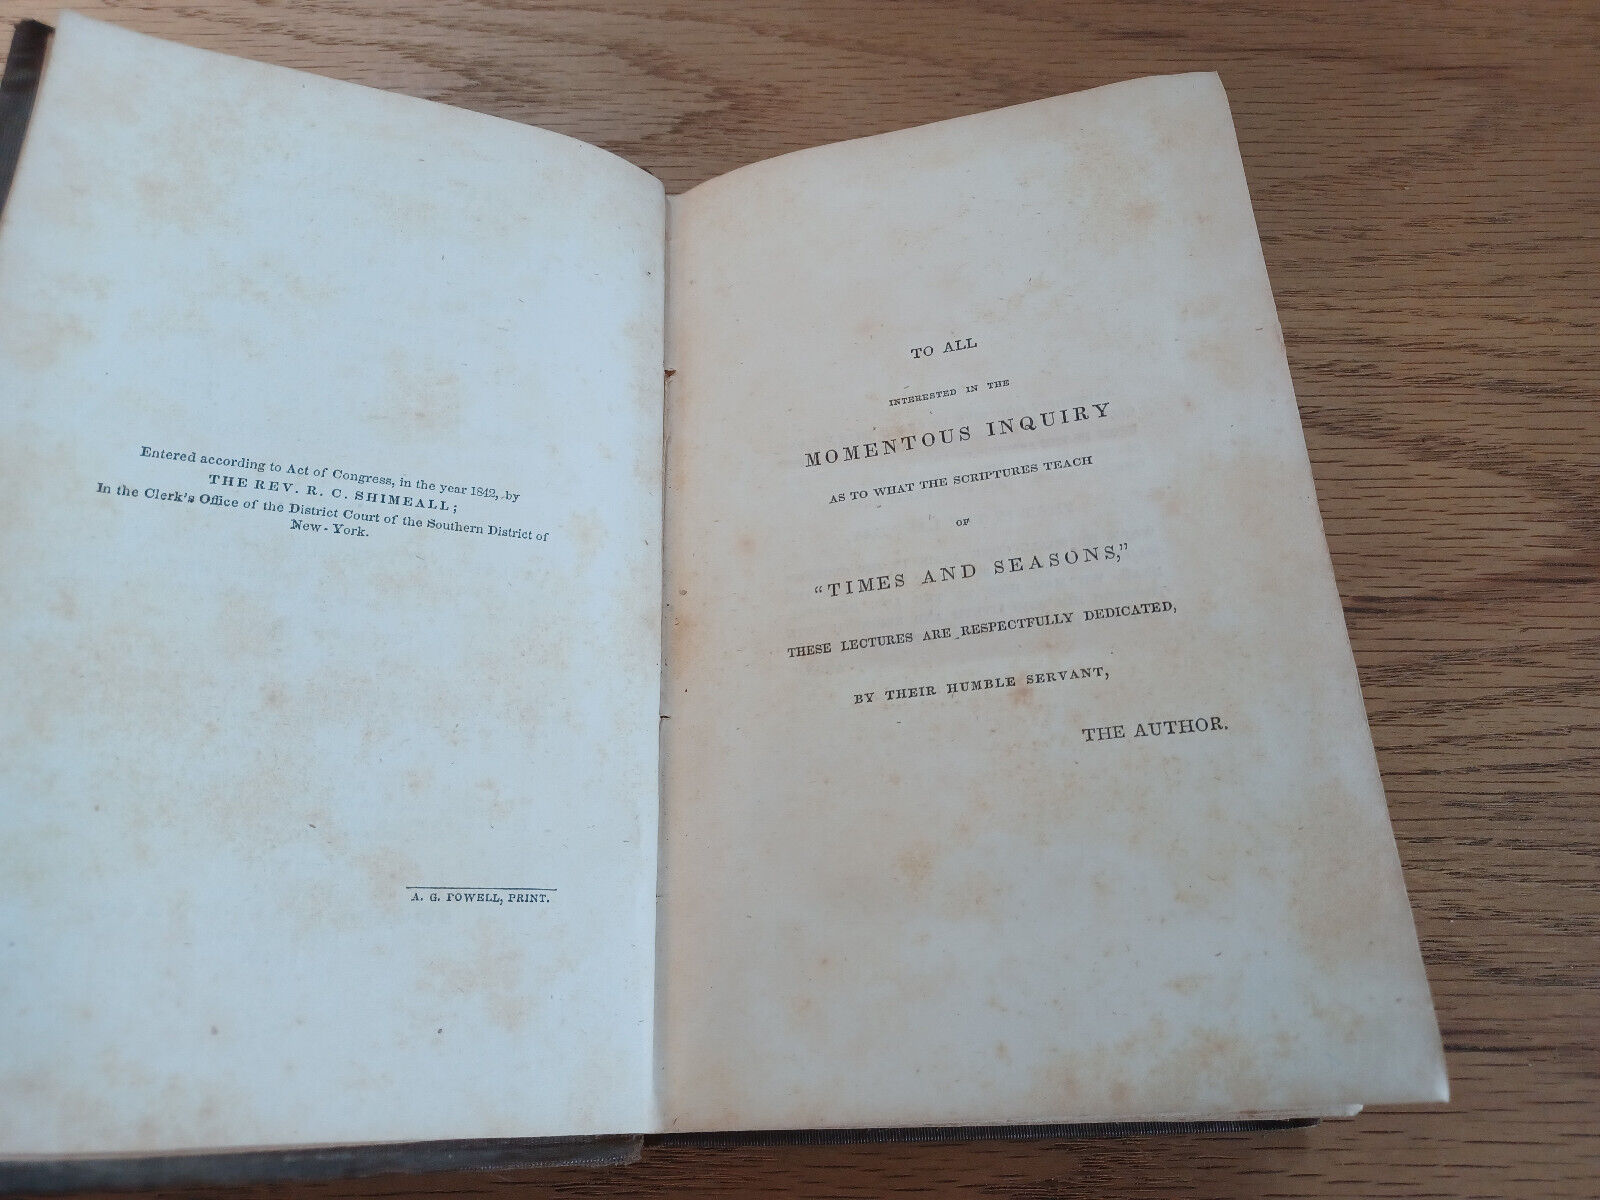 Entered according to Act of Congress, in the year 1842, by
THE REV. R. C. SHIMEALL;
In the Clerk's Office of the District Court of the Southern District of
New-York.
A. G. POWELL, PRINT.
TO ALL
INTERESTED IN THE
MOMENTOUS INQUIRY
AS TO WHAT THE SCRIPTURES TEACH
OF
"TIMES AND SEASONS,"
THESE LECTURES ARE RESPECTFULLY DEDICATED,
BY THEIR HUMBLE SERVANT,
THE AUTHOR.